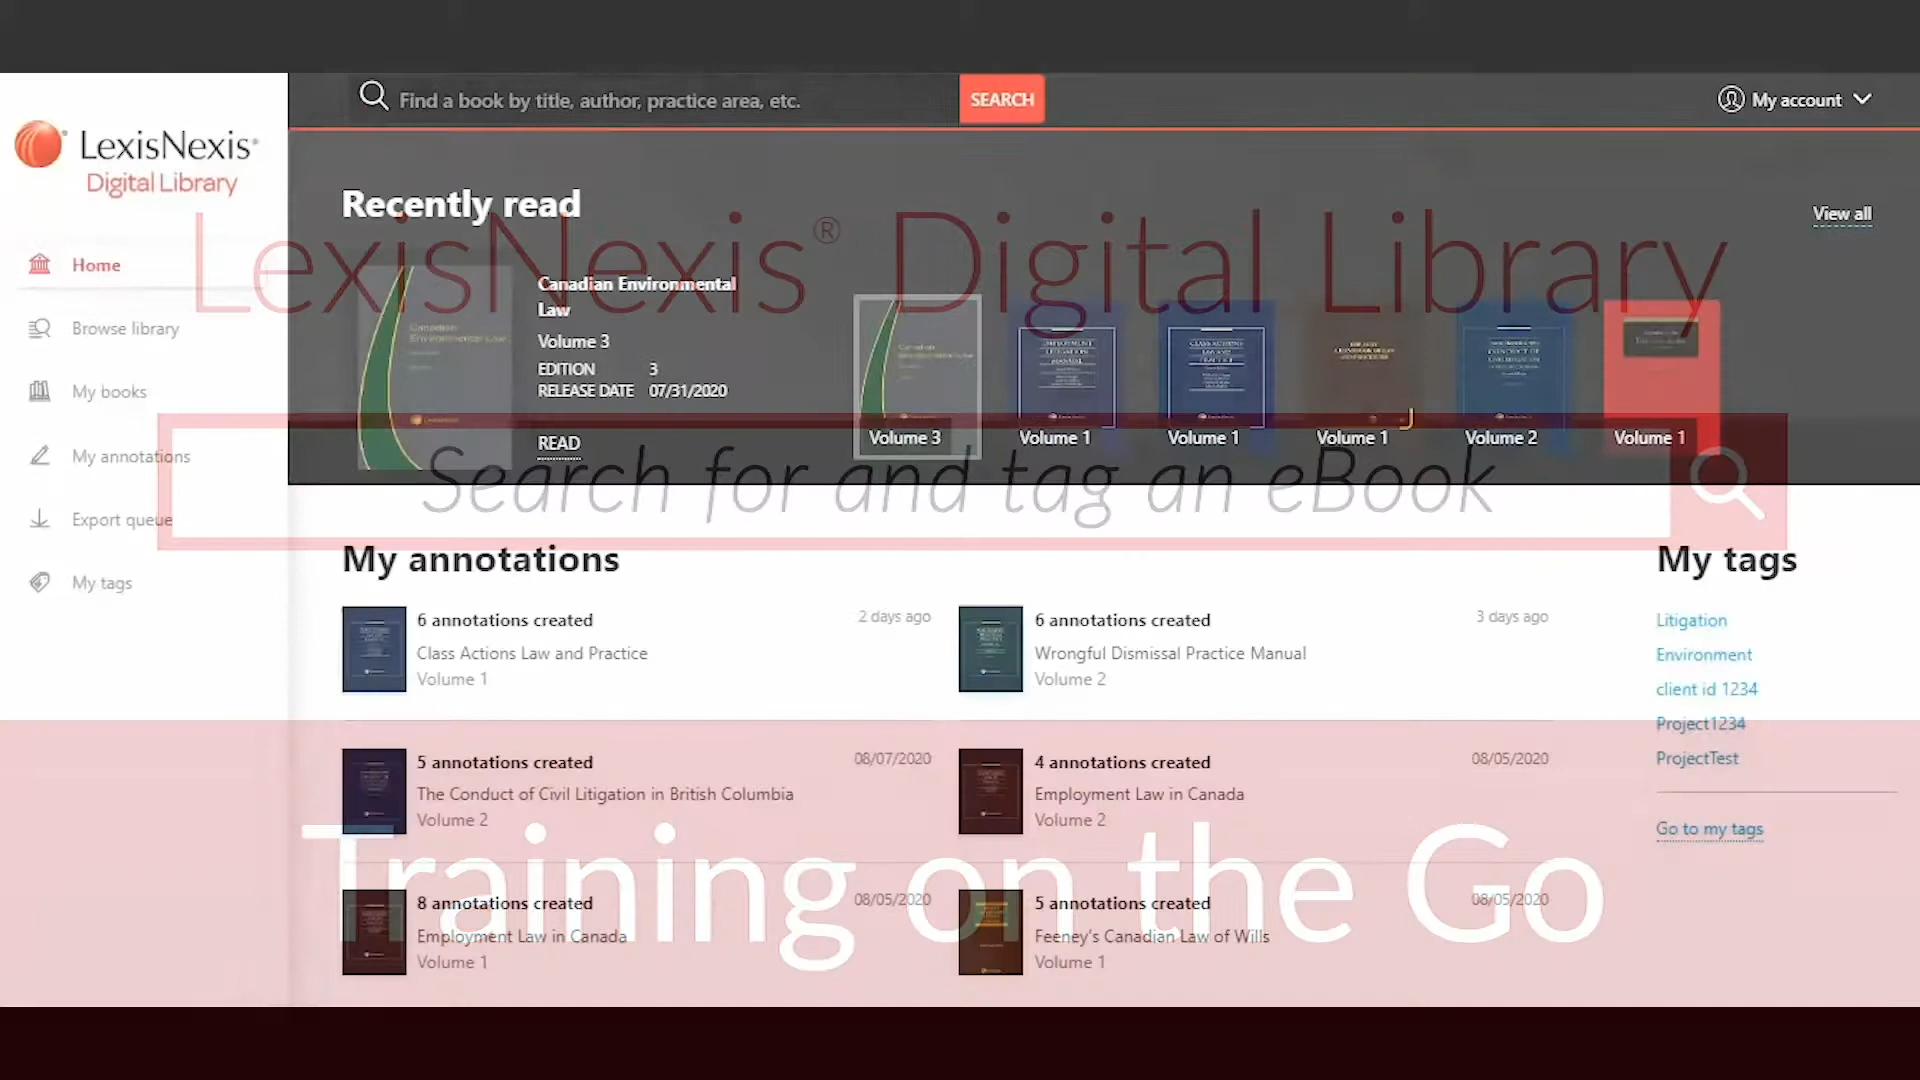 Find a book by title, author, practice area, etc.
SEARCH
My account
LexisNexis®
Digital Library
Home
Browse library
My books
My annotations
Export queue
My tags
Recently read
View all
LexisNexis® Digital Library
Canadian Environmental
Law
Volume 3
EDITION 3
RELEASE DATE 07/31/2020
READ
Volume 3
Volume 1
Volume 1
Volume 1
Volume 2
Volume 1
Search for and tag an eBook
My annotations
6 annotations created
2 days ago
Class Actions Law and Practice
Volume 1
6 annotations created
3 days ago
Wrongful Dismissal Practice Manual
Volume 2
5 annotations created
08/07/2020
The Conduct of Civil Litigation in British Columbia
Volume 2
4 annotations created
08/05/2020
Employment Law in Canada
Volume 2
8 annotations created
08/05/2020
Employment Law in Canada
Volume 1
5 annotations created
08/05/2020
Feeney's Canadian Law of Wills
Volume 1
My tags
Litigation
Environment
client id 1234
Project1234
ProjectTest
Go to my tags
Training on the Go